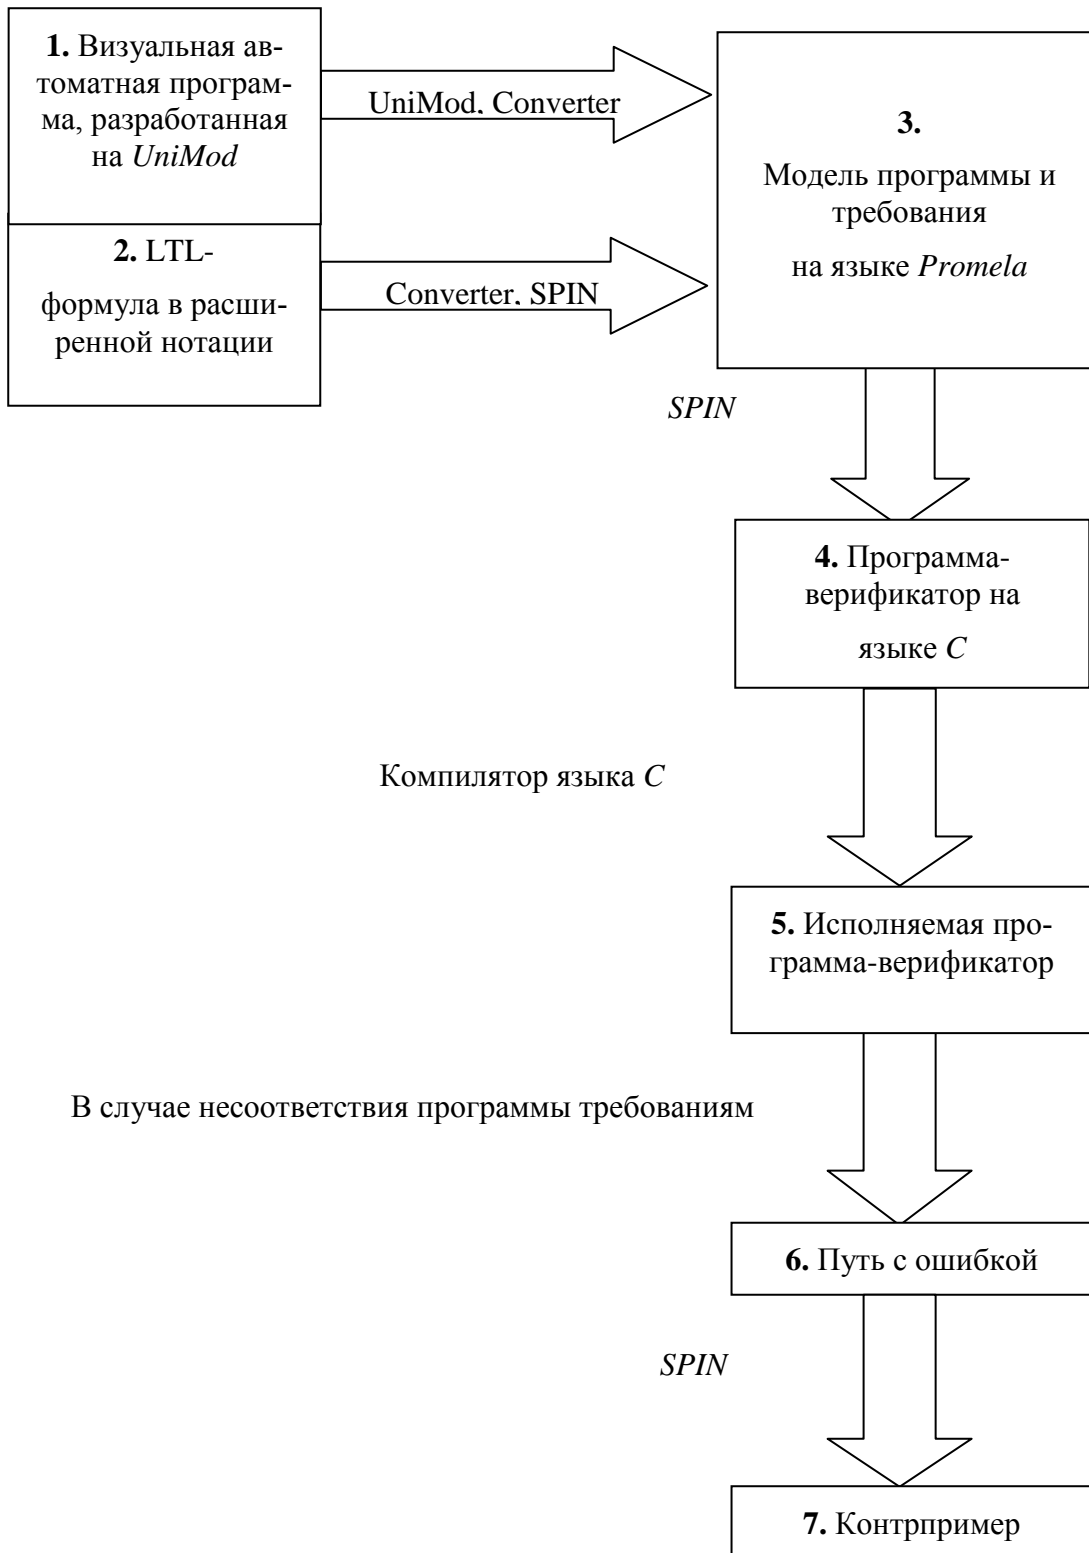 1. Визуальная ав-
томатная програм-
ма, разработанная
на UniMod
UniMod, Converter
2. LTL-
формула в расши-
ренной нотации
Converter, SPIN
3.
Модель программы и
требования
на языке Promela
SPIN
4. Программа-
верификатор на
языке C
Компилятор языка C
5. Исполняемая про-
грамма-верификатор
В случае несоответствия программы требованиям
6. Путь с ошибкой
SPIN
7. Контрпример